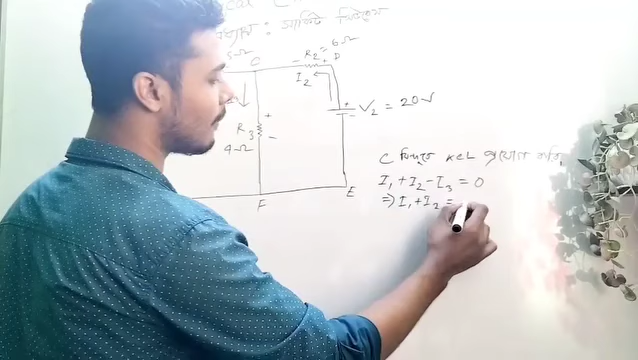 : সার্কিট
R₂ = 6Ω
C
- + D
I₂
+
- V₂ = 20V
+
R₃
4Ω -
F
E
C বিন্দুতে KCL প্রয়োগ করি,
I₁ + I₂ - I₃ = 0
⇒ I₁ + I₂ =